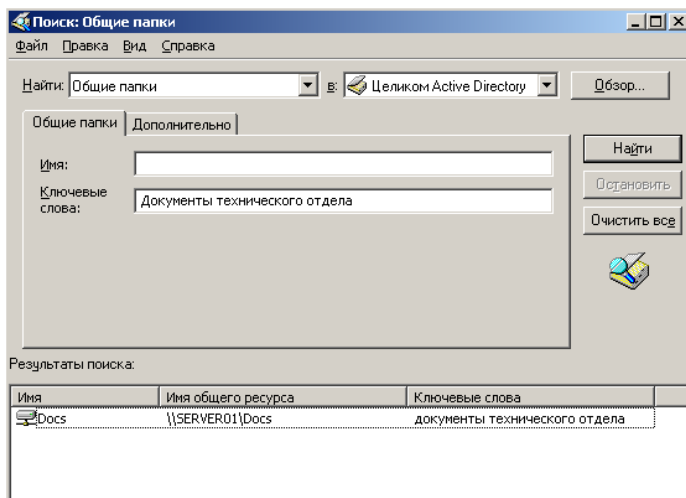 Поиск: Общие папки
Файл Правка Вид Справка
Найти: Общие папки в: Целиком Active Directory Обзор...
Общие папки Дополнительно
Имя:
Ключевые слова: Документы технического отдела
Найти
Остановить
Очистить все
Результаты поиска:
Имя Имя общего ресурса Ключевые слова
Docs \\SERVER01\Docs документы технического отдела